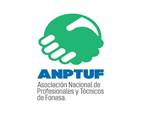 ANPTUF
Asociación Nacional de
Profesionales y Técnicos
de Fonasa.